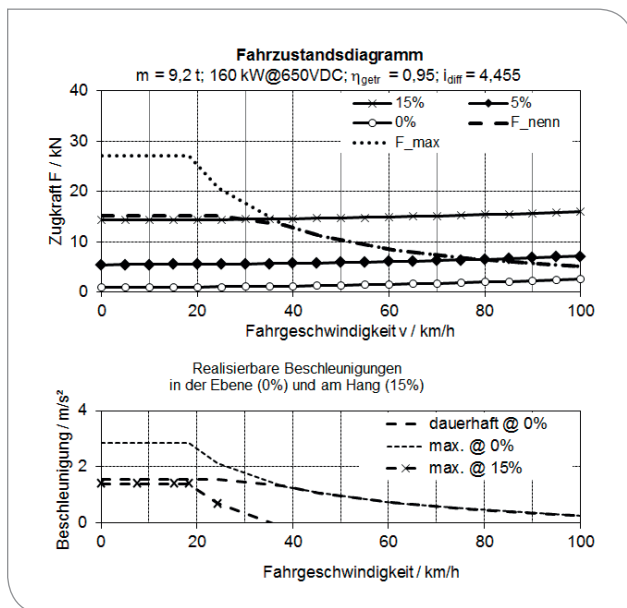 Fahrzustandsdiagramm
m = 9,2 t; 160 kW@650VDC; ηgetr = 0,95; idiff = 4,455
15%
5%
0%
F_nenn
F_max
Zugkraft F / kN
40
30
20
10
0
0
20
40
60
80
100
Fahrgeschwindigkeit v / km/h
Realisierbare Beschleunigungen
in der Ebene (0%) und am Hang (15%)
Beschleunigung / m/s²
4
2
0
dauerhaft @ 0%
max. @ 0%
max. @ 15%
0
20
40
60
80
100
Fahrgeschwindigkeit / km/h